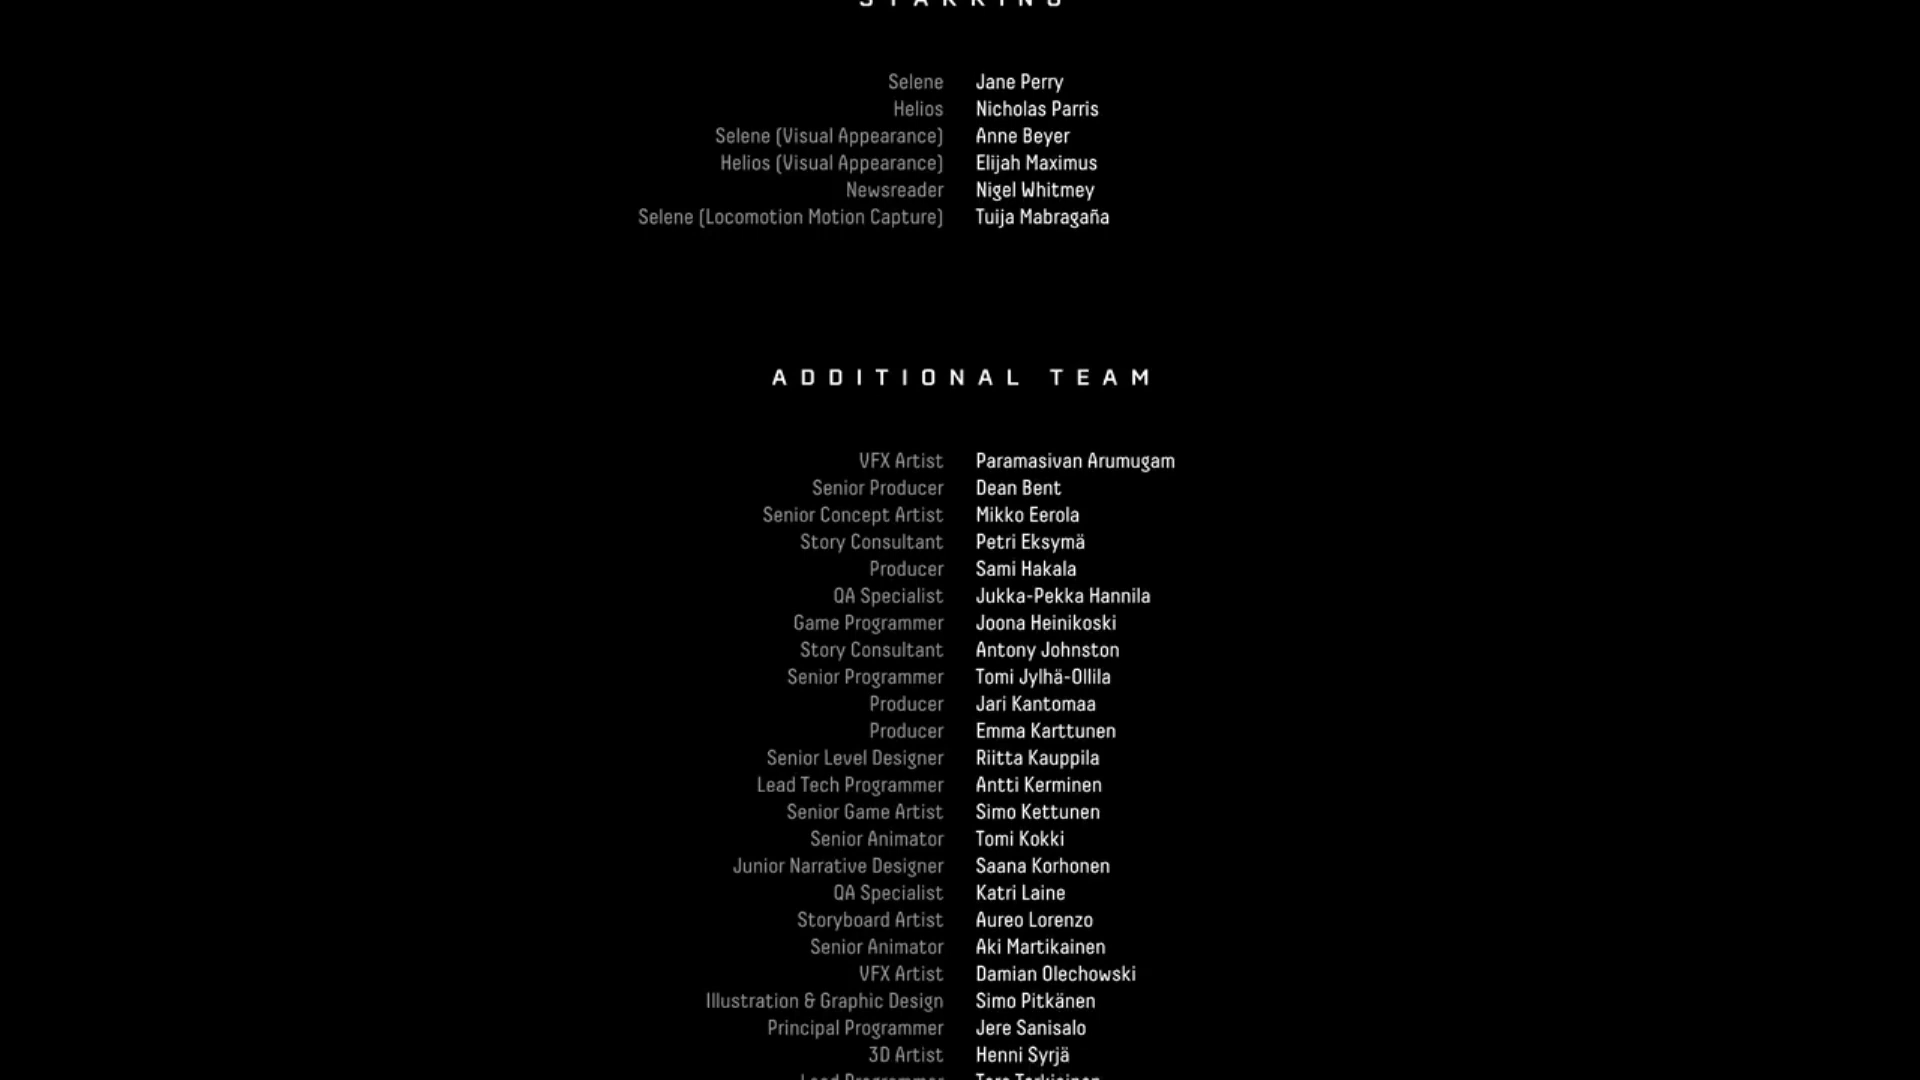 STARRING
Selene Jane Perry
Helios Nicholas Parris
Selene (Visual Appearance) Anne Beyer
Helios (Visual Appearance) Elijah Maximus
Newsreader Nigel Whitmey
Selene (Locomotion Motion Capture) Tuija Mabragaña
ADDITIONAL TEAM
VFX Artist Paramasivan Arumugam
Senior Producer Dean Bent
Senior Concept Artist Mikko Eerola
Story Consultant Petri Eksymä
Producer Sami Hakala
QA Specialist Jukka-Pekka Hannila
Game Programmer Joona Heinikoski
Story Consultant Antony Johnston
Senior Programmer Tomi Jylhä-Ollila
Producer Jari Kantomaa
Producer Emma Karttunen
Senior Level Designer Riitta Kauppila
Lead Tech Programmer Antti Kerminen
Senior Game Artist Simo Kettunen
Senior Animator Tomi Kokki
Junior Narrative Designer Saana Korhonen
QA Specialist Katri Laine
Storyboard Artist Aureo Lorenzo
Senior Animator Aki Martikainen
VFX Artist Damian Olechowski
Illustration & Graphic Design Simo Pitkänen
Principal Programmer Jere Sanisalo
3D Artist Henni Syrjä
Lead Programmer